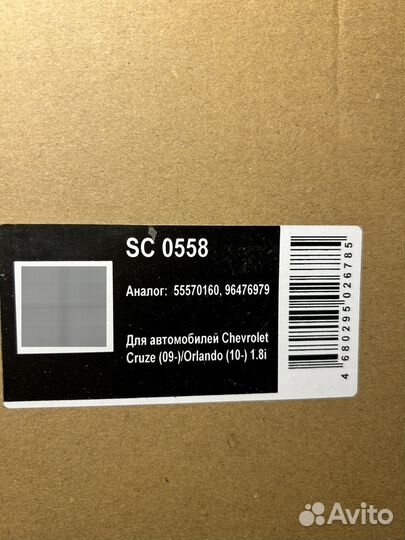 SC 0558
Аналог: 55570160, 96476979
Для автомобилей Chevrolet
Cruze (09-)/Orlando (10-) 1.8i
4 680295 026785
Avito